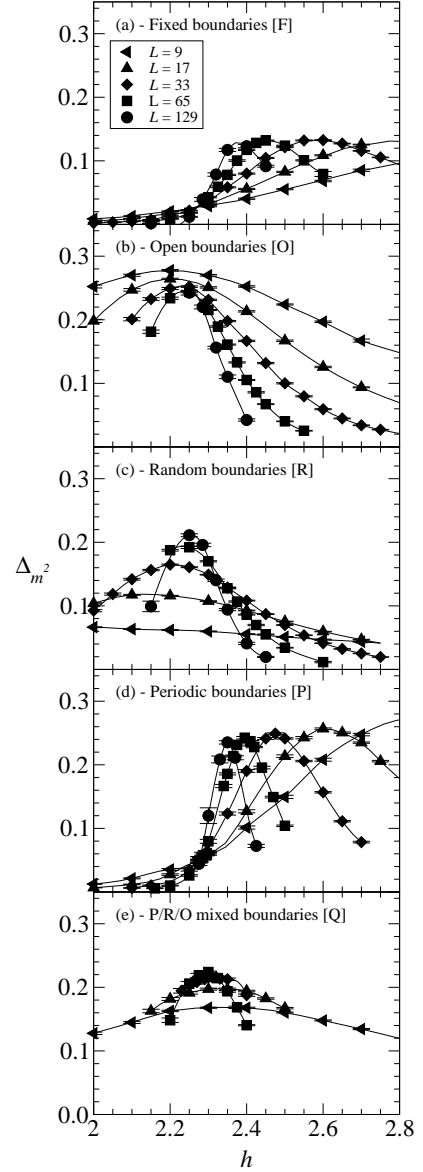 (a) - Fixed boundaries [F]
0.3
L = 9
L = 17
0.2
L = 33
L = 65
L = 129
0.1
(b) - Open boundaries [O]
0.3
0.2
0.1
(c) - Random boundaries [R]
0.3
0.2
Δm²
0.1
(d) - Periodic boundaries [P]
0.3
0.2
0.1
(e) - P/R/O mixed boundaries [Q]
0.3
0.2
0.1
0.0
2 2.2 2.4 2.6 2.8
h